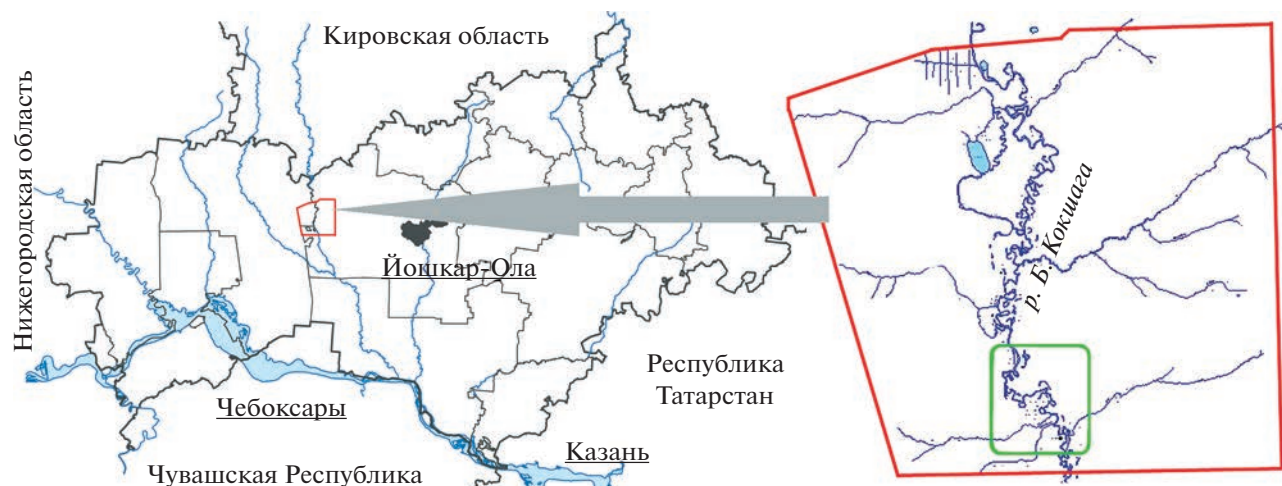 Кировская область
Нижегородская область
Йошкар-Ола
р. Б. Кокшага
Республика
Татарстан
Чебоксары
Казань
Чувашская Республика